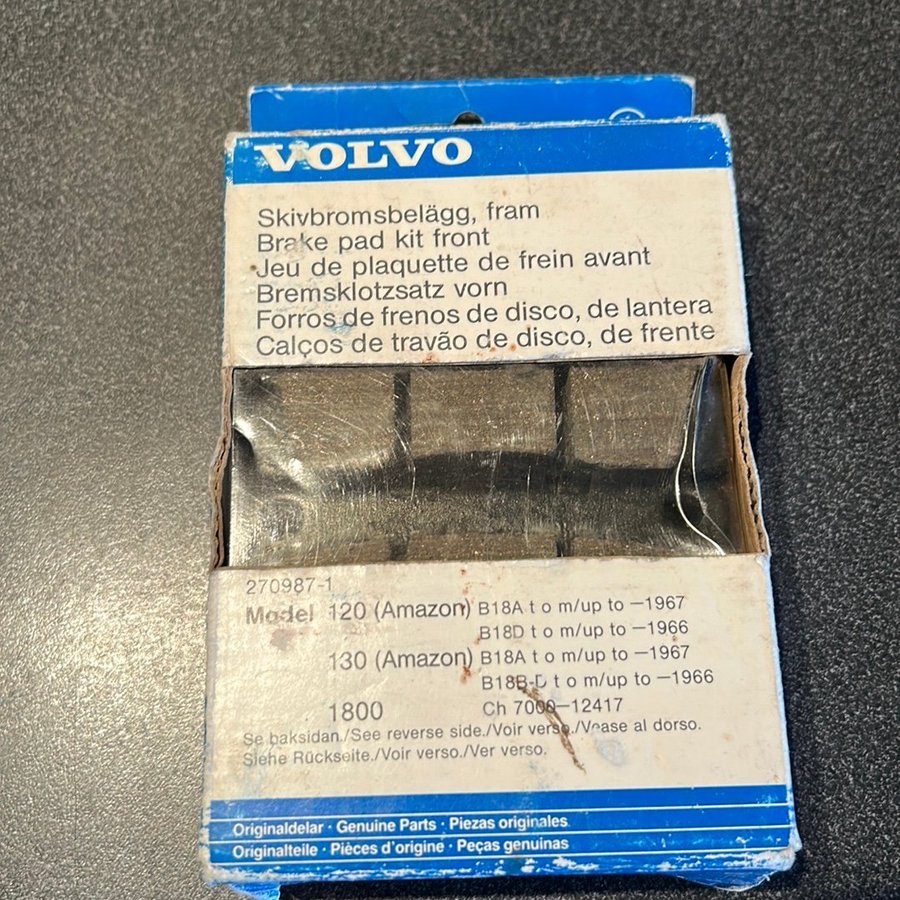 VOLVO
Skivbromsbelägg, fram
Brake pad kit front
Jeu de plaquette de frein avant
Bremsklotzsatz vorn
Forros de frenos de disco, de lantera
Calços de travão de disco, de frente
270987-1
Model 120 (Amazon) B18A t o m/up to –1967
B18D t o m/up to –1966
130 (Amazon) B18A t o m/up to –1967
B18B-D t o m/up to –1966
1800 Ch 7000–12417
Se baksidan./See reverse side./Voir verso./Vease al dorso.
Siehe Rückseite./Voir verso./Ver verso.
Originaldelar · Genuine Parts · Piezas originales
Originalteile · Pièces d'origine · Peças genuinas